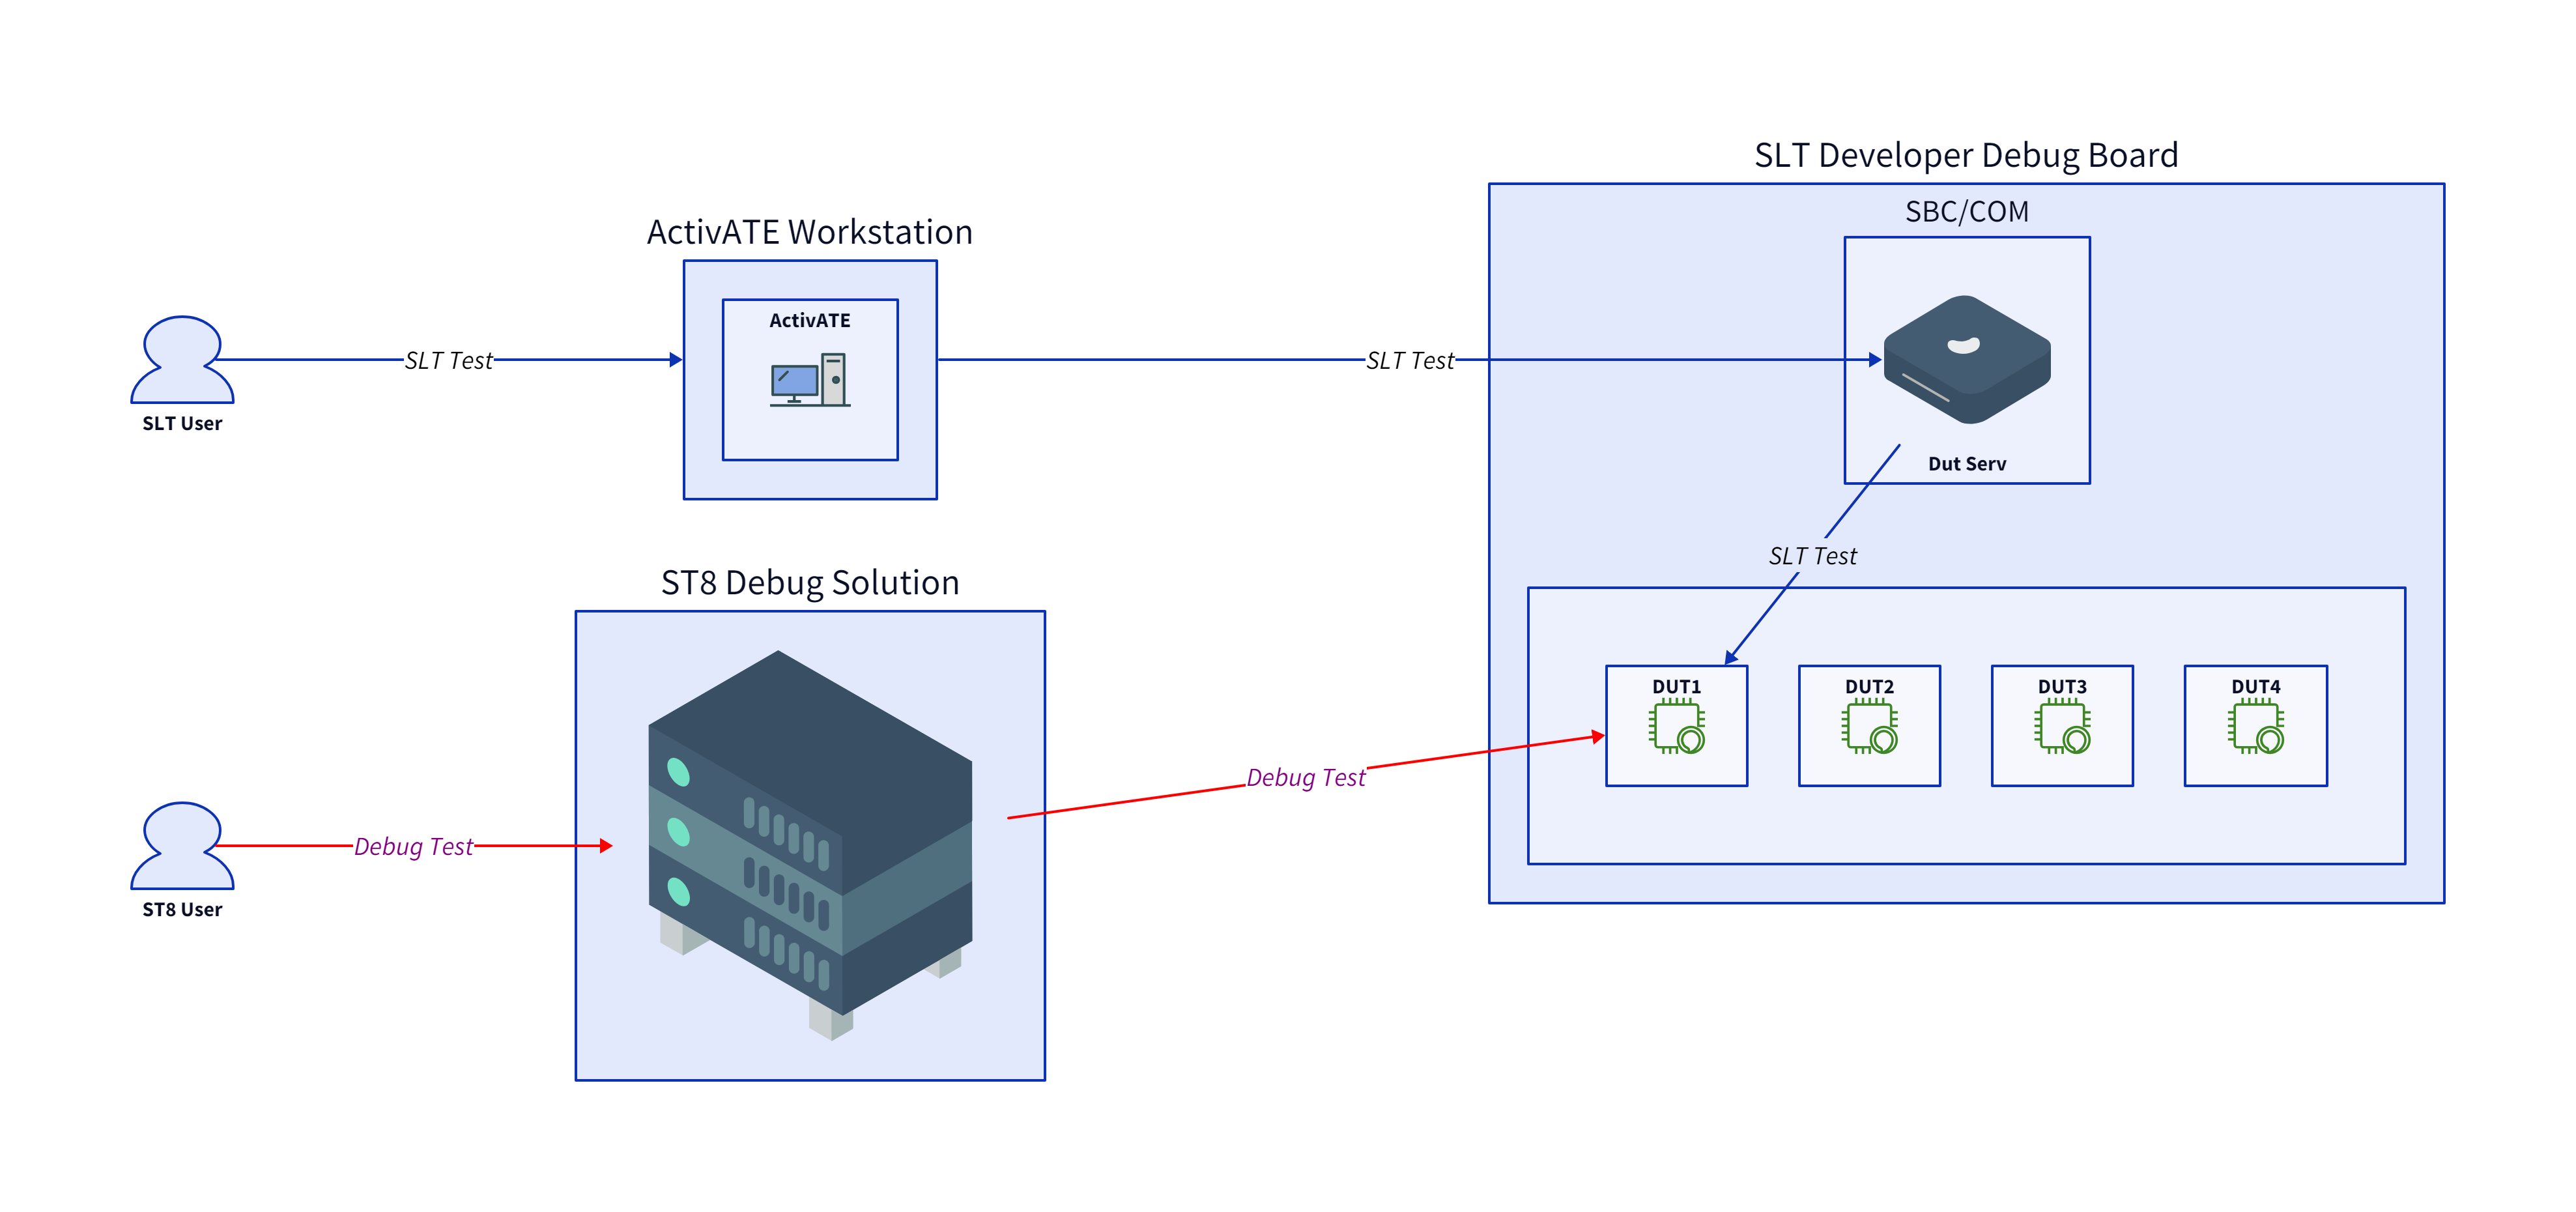 SLT Developer Debug Board
SBC/COM
ActivATE Workstation
ActivATE
SLT Test
SLT Test
SLT User
Dut Serv
SLT Test
ST8 Debug Solution
DUT1
DUT2
DUT3
DUT4
Debug Test
Debug Test
ST8 User